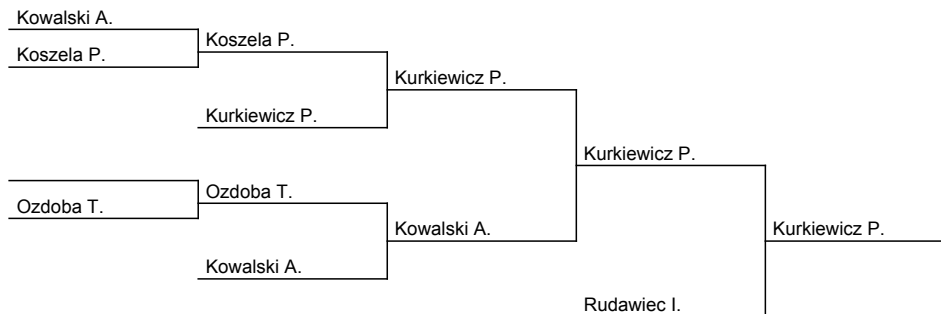 Kowalski A.
Koszela P.
Koszela P.
Kurkiewicz P.
Kurkiewicz P.
Kurkiewicz P.
Ozdoba T.
Ozdoba T.
Kowalski A.
Kurkiewicz P.
Kowalski A.
Rudawiec I.